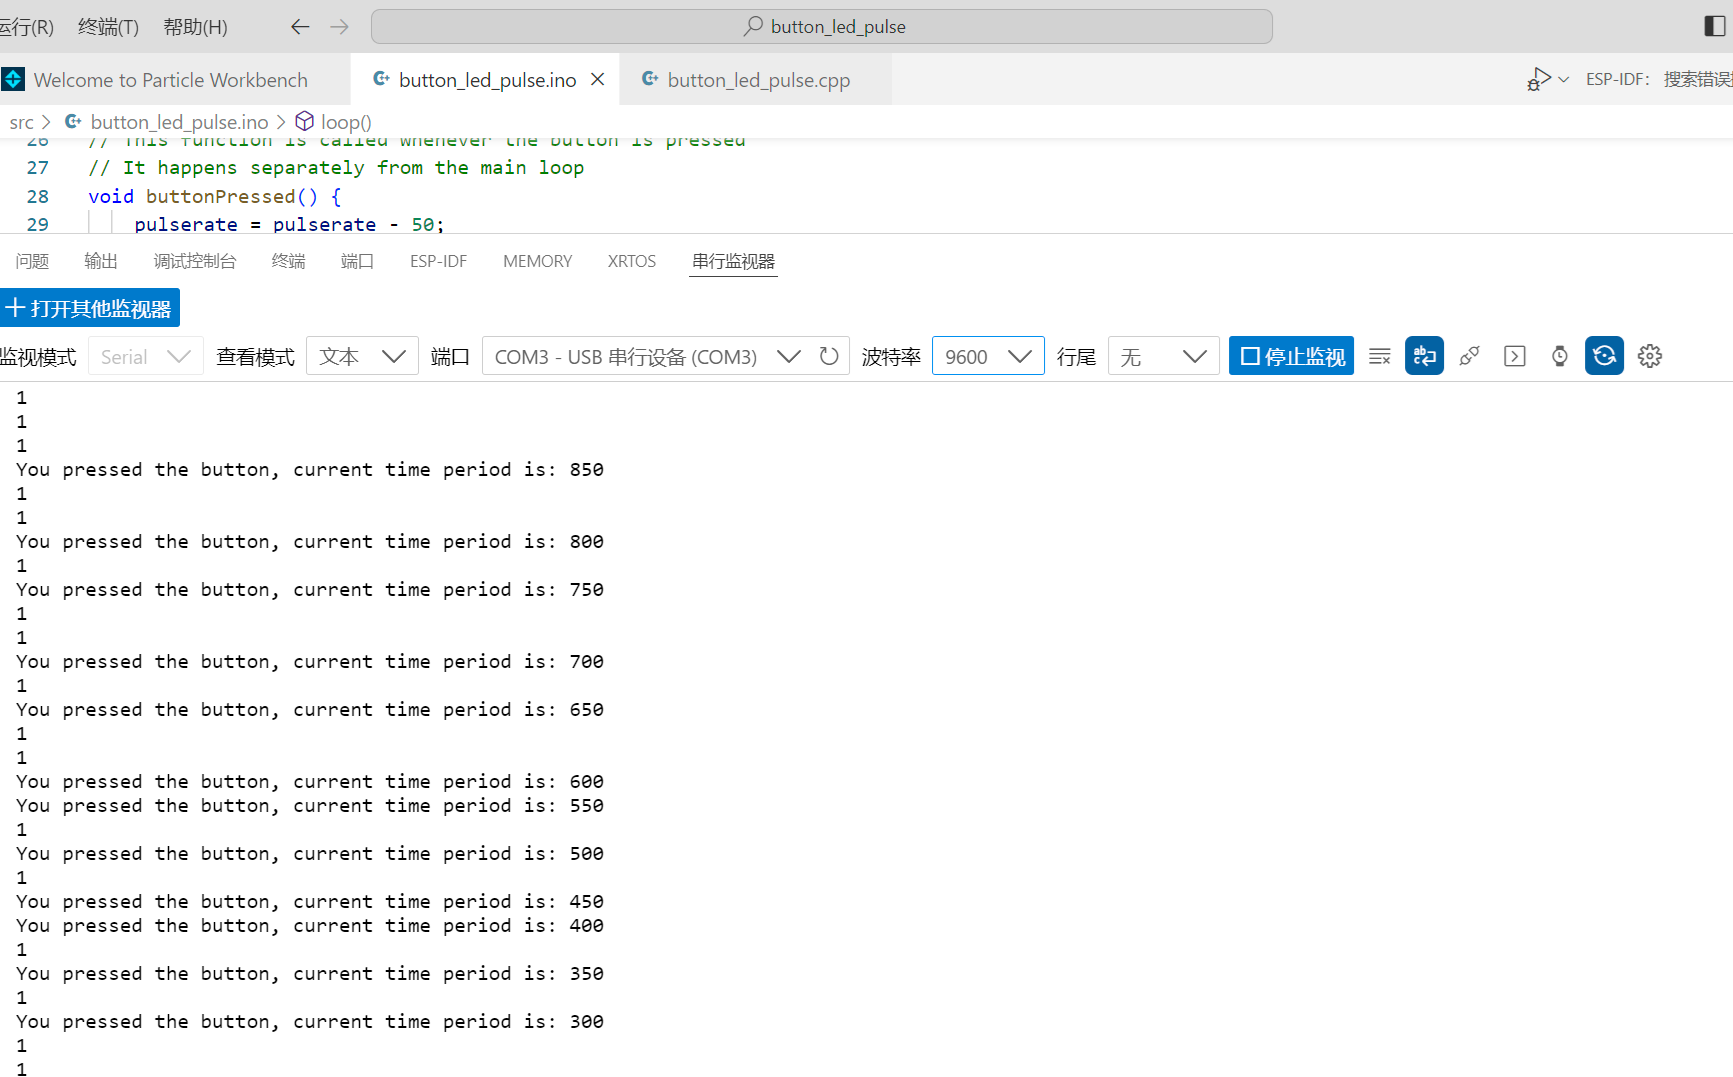 运行(R) 终端(T) 帮助(H) button_led_pulse
Welcome to Particle Workbench button_led_pulse.ino button_led_pulse.cpp ESP-IDF: 搜索错误
src > button_led_pulse.ino > loop()
26 // This function is called whenever the button is pressed
27 // It happens separately from the main loop
28 void buttonPressed() {
29 pulserate = pulserate - 50;
问题 输出 调试控制台 终端 端口 ESP-IDF MEMORY XRTOS 串行监视器
打开其他监视器
监视模式 Serial 查看模式 文本 端口 COM3 - USB 串行设备 (COM3) 波特率 9600 行尾 无 停止监视
1
1
1
You pressed the button, current time period is: 850
1
1
You pressed the button, current time period is: 800
1
You pressed the button, current time period is: 750
1
1
You pressed the button, current time period is: 700
1
You pressed the button, current time period is: 650
1
1
You pressed the button, current time period is: 600
You pressed the button, current time period is: 550
1
You pressed the button, current time period is: 500
1
You pressed the button, current time period is: 450
You pressed the button, current time period is: 400
1
You pressed the button, current time period is: 350
1
You pressed the button, current time period is: 300
1
1